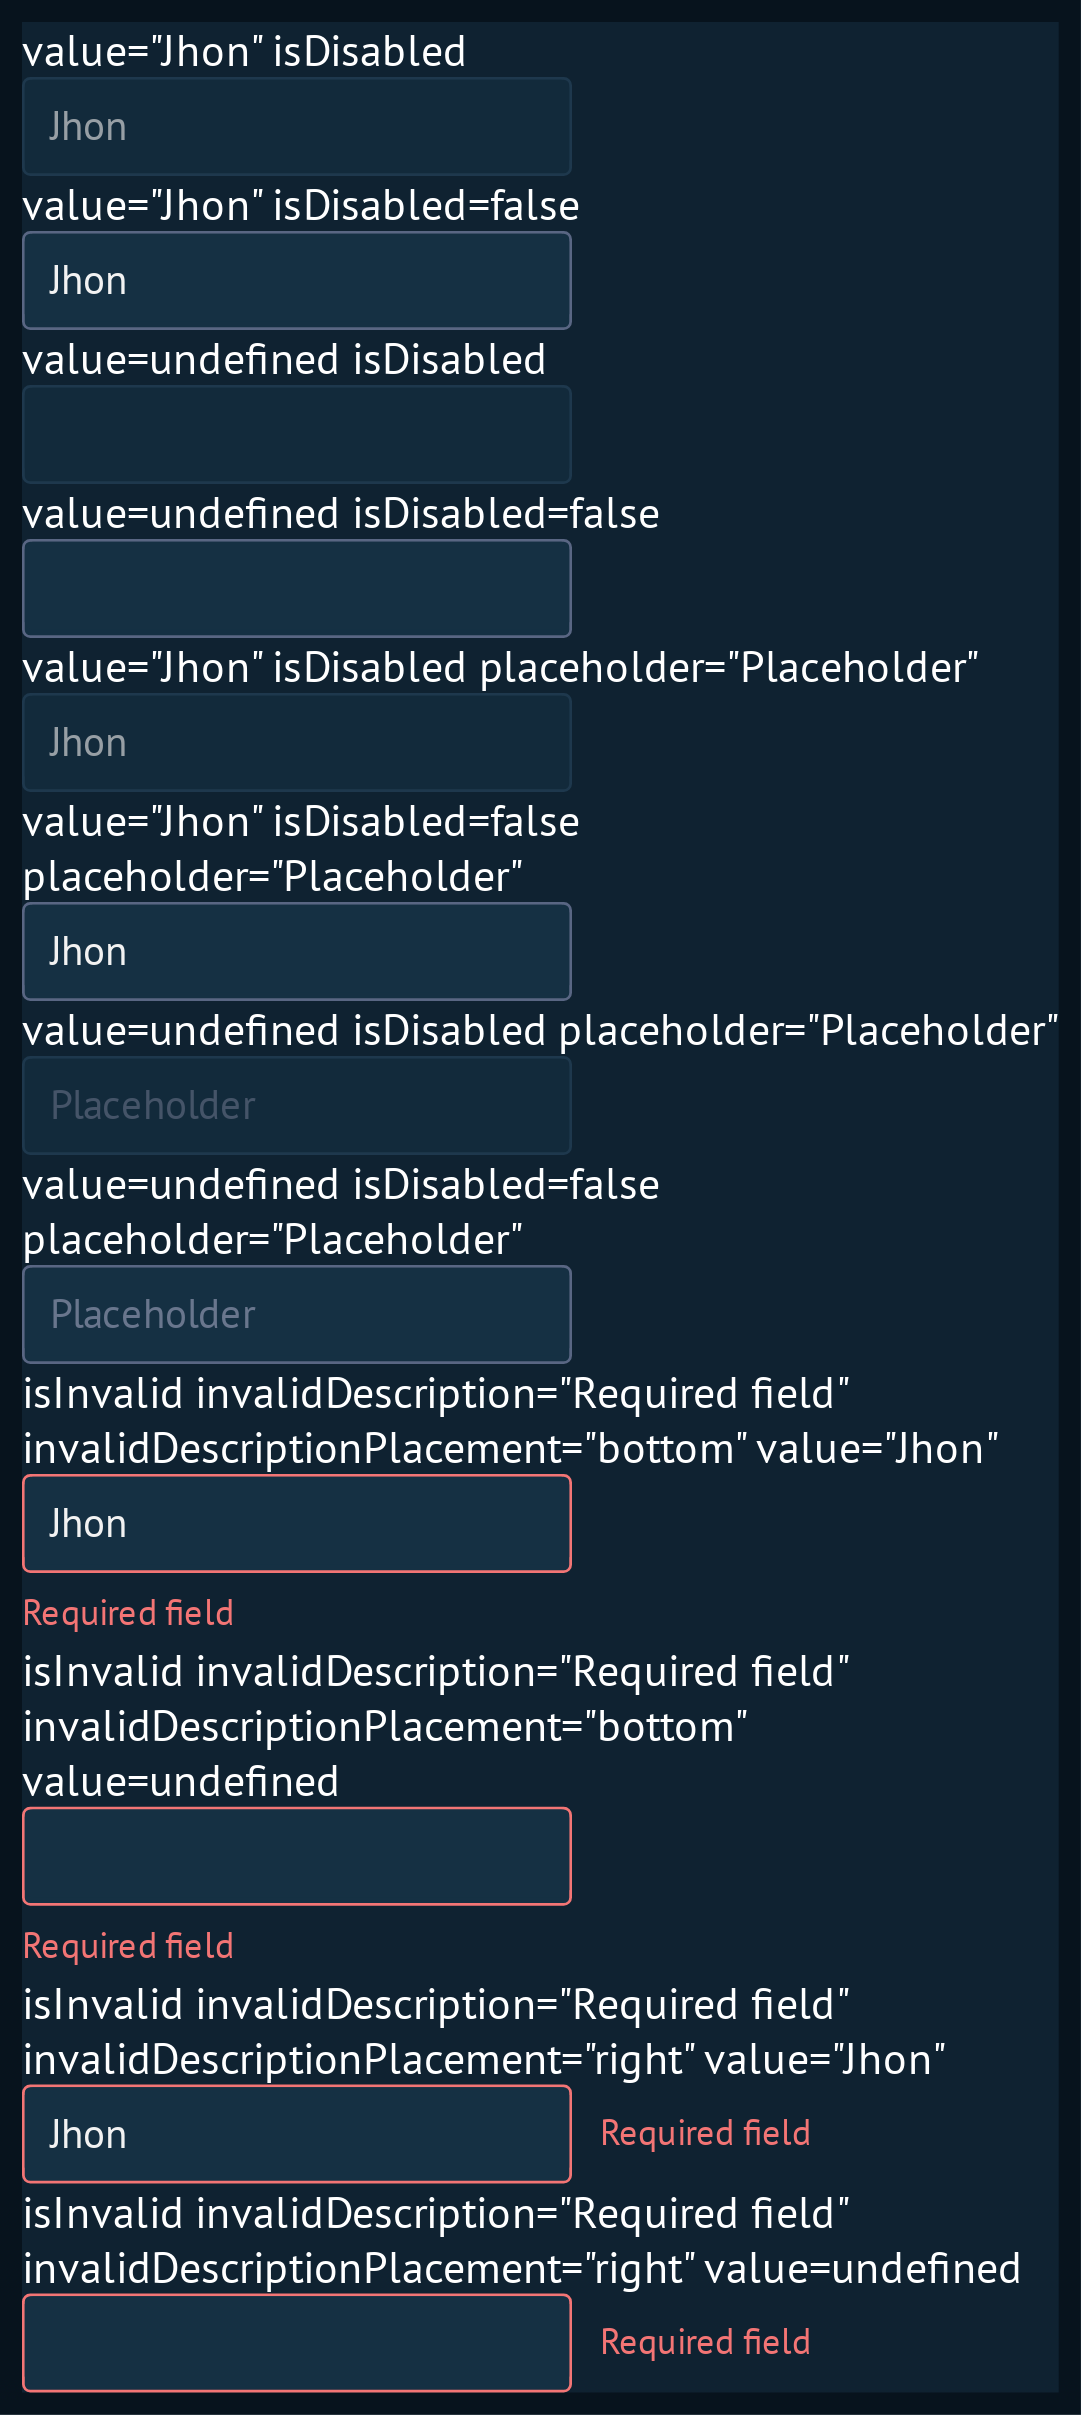 value="Jhon" isDisabled
Jhon
value="Jhon" isDisabled=false
Jhon
value=undefined isDisabled
value=undefined isDisabled=false
value="Jhon" isDisabled placeholder="Placeholder"
Jhon
value="Jhon" isDisabled=false
placeholder="Placeholder"
Jhon
value=undefined isDisabled placeholder="Placeholder"
Placeholder
value=undefined isDisabled=false
placeholder="Placeholder"
Placeholder
isInvalid invalidDescription="Required field"
invalidDescriptionPlacement="bottom" value="Jhon"
Jhon
Required field
isInvalid invalidDescription="Required field"
invalidDescriptionPlacement="bottom"
value=undefined
Required field
isInvalid invalidDescription="Required field"
invalidDescriptionPlacement="right" value="Jhon"
Jhon Required field
isInvalid invalidDescription="Required field"
invalidDescriptionPlacement="right" value=undefined
Required field